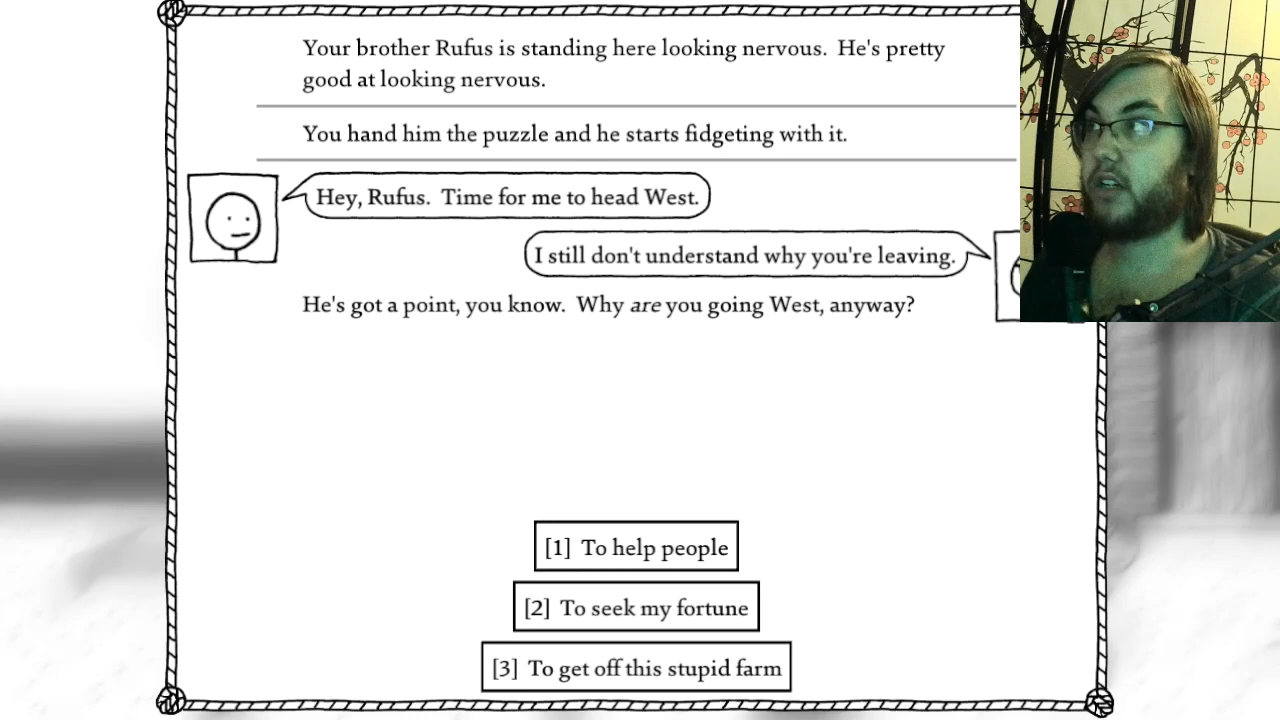 Your brother Rufus is standing here looking nervous.  He's pretty
good at looking nervous.
You hand him the puzzle and he starts fidgeting with it.
Hey, Rufus.  Time for me to head West.
I still don't understand why you're leaving.
He's got a point, you know.  Why are you going West, anyway?
[1]  To help people
[2]  To seek my fortune
[3]  To get off this stupid farm